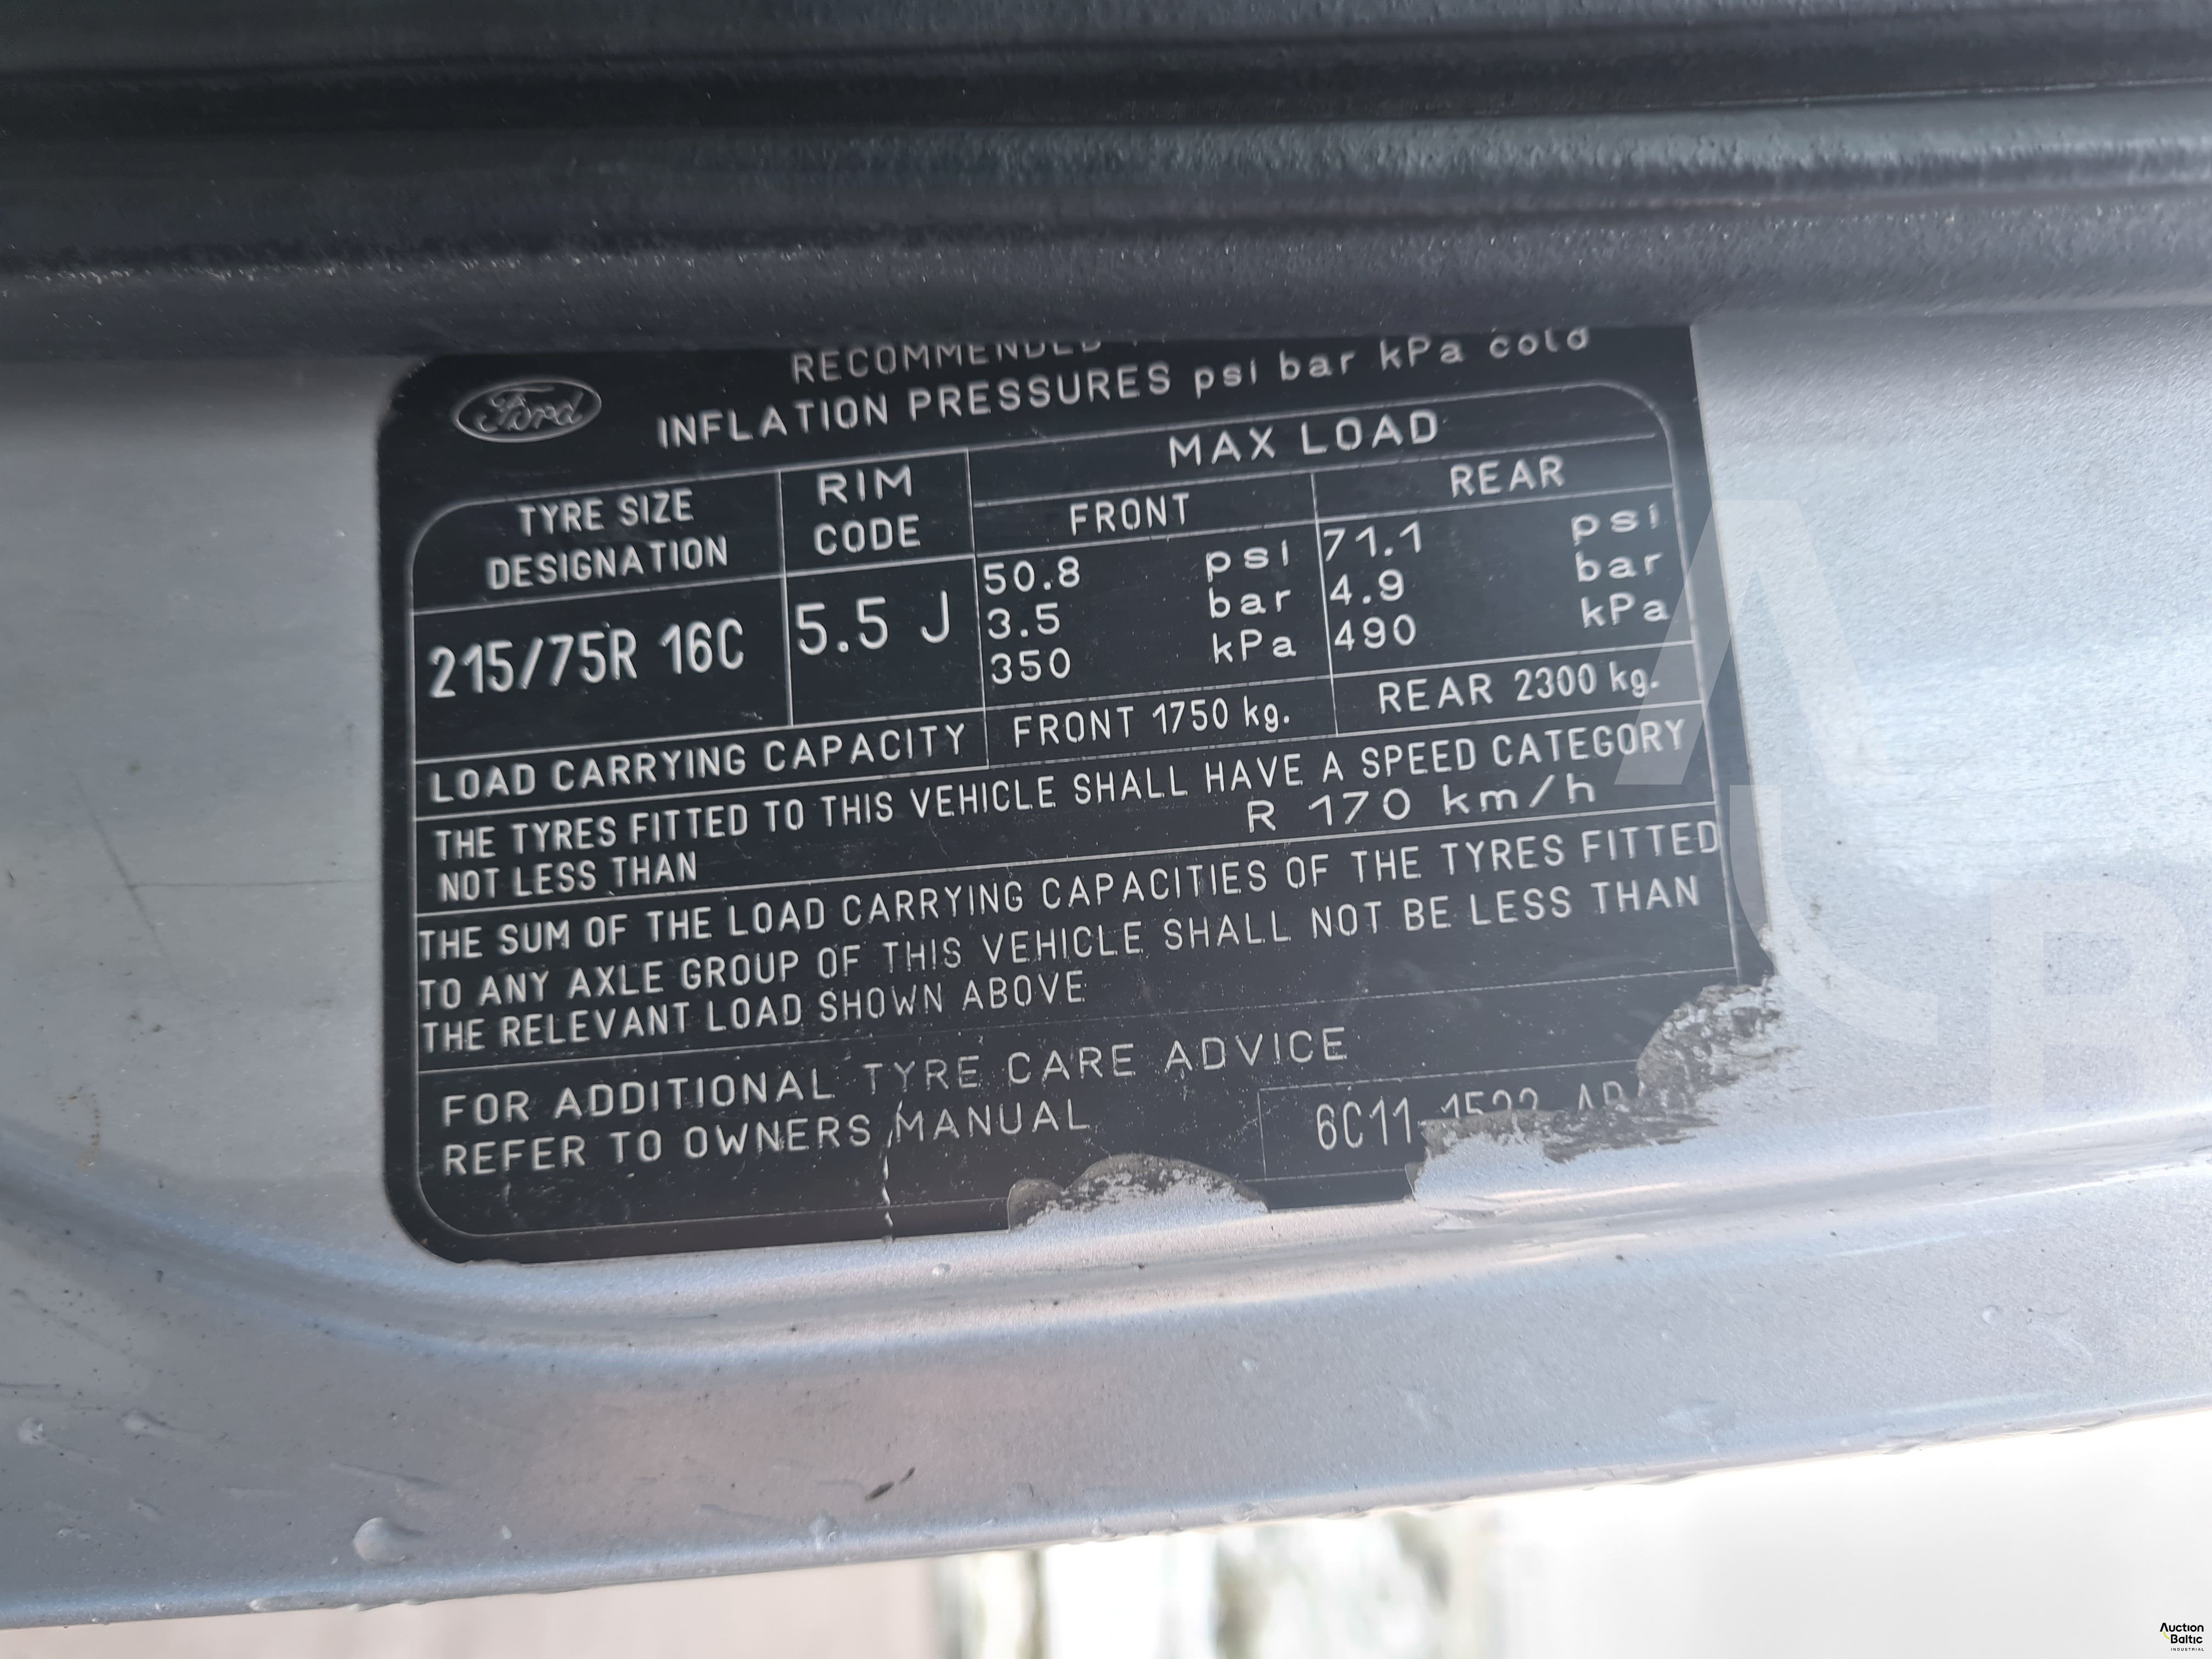 RECOMMENDED
Ford
INFLATION PRESSURES psi bar kPa cold
MAX LOAD
TYRE SIZE DESIGNATION
RIM CODE
FRONT
REAR
215/75R 16C
5.5 J
50.8 psi
71.1 psi
3.5 bar
4.9 bar
350 kPa
490 kPa
LOAD CARRYING CAPACITY FRONT 1750 kg. REAR 2300 kg.
THE TYRES FITTED TO THIS VEHICLE SHALL HAVE A SPEED CATEGORY
NOT LESS THAN R 170 km/h
THE SUM OF THE LOAD CARRYING CAPACITIES OF THE TYRES FITTED
TO ANY AXLE GROUP OF THIS VEHICLE SHALL NOT BE LESS THAN
THE RELEVANT LOAD SHOWN ABOVE
FOR ADDITIONAL TYRE CARE ADVICE
REFER TO OWNERS MANUAL
6C11
Auction
Baltic
INDUSTRIAL